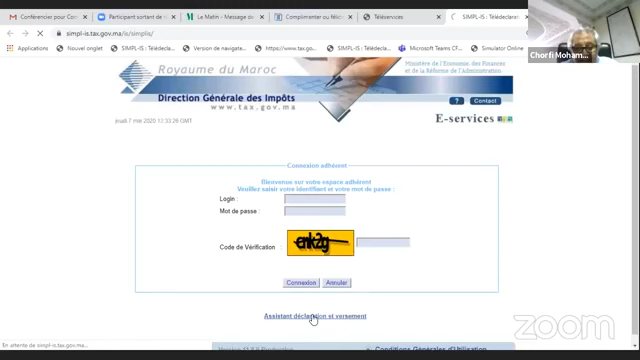 Conférencier pour Com
Participant sortant de r
Le Matin - Message de
Complimenter ou téléc
Téléservices
SIMPL-IS : Télédéclarat
simpl-is.tax.gov.ma/is/simplis/
Applications
Nouvel onglet
SIMPL-IS : Télédécl...
Version de navigate...
https://www.tax.go...
SIMPL-IS : Télédécl...
Microsoft Teams CF...
Simulator Online
Chorfi Moham...
Royaume du Maroc
Ministère de l'Economie, des Finances
et de la Réforme de l'Administration
Direction Générale des Impôts
www.tax.gov.ma
?
Contact
E-services
jeudi 7 mai 2020 17:33:26 GMT
Connexion adhérent
Bienvenue sur votre espace adhérent
Veuillez saisir votre identifiant et votre mot de passe :
Login :
Mot de passe :
Code de Vérification :
Connexion
Annuler
Assistant déclaration et versement
En attente de simpl-is.tax.gov.ma...
Conditions Générales d'Utilisation
zoom